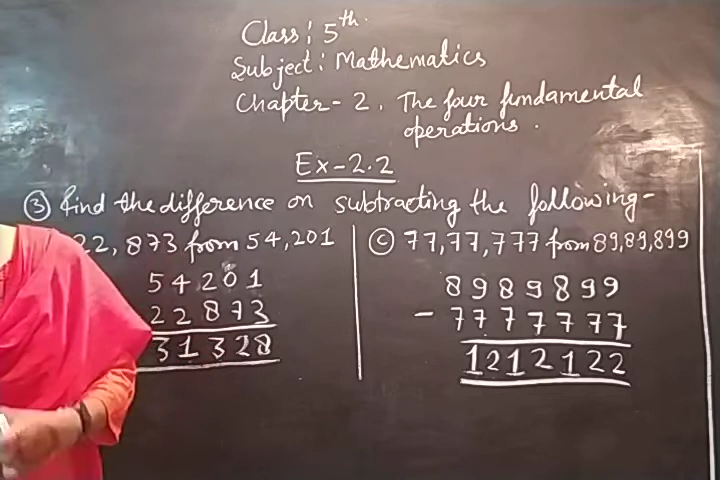 Class: 5th.
Subject: Mathematics
Chapter - 2. The four fundamental
operations.
Ex-2.2
③ Find the difference on subtracting the following-
22,873 from 54,201
54201
22873
31328
Ⓒ 77,77,777 from 89,89,899
8989899
- 7777777
1212122